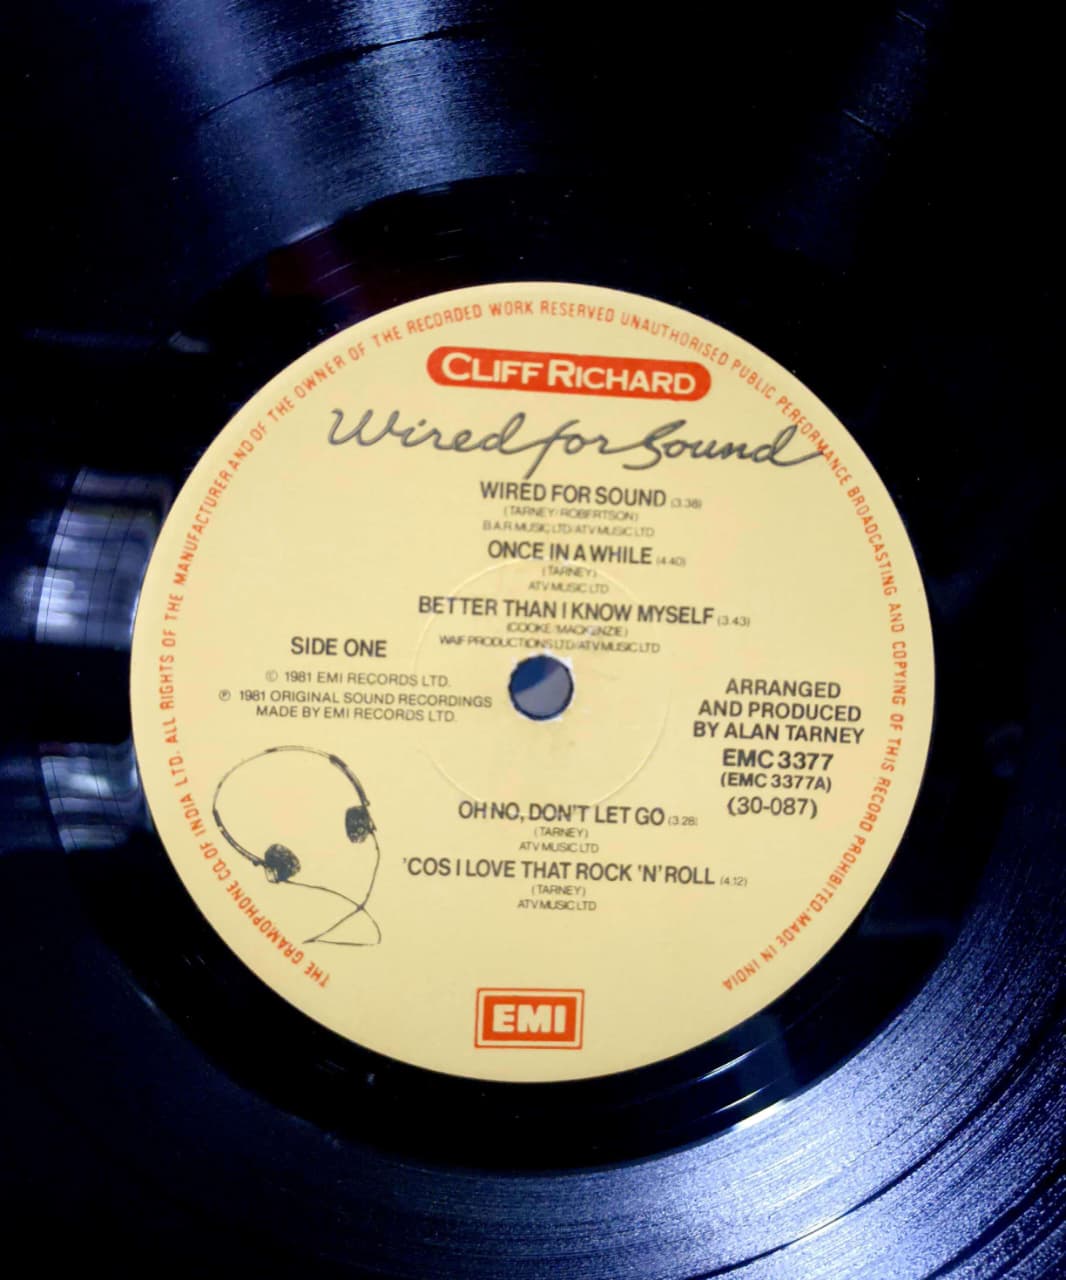 THE GRAMOPHONE CO. OF INDIA LTD. ALL RIGHTS OF THE MANUFACTURER AND OF THE OWNER OF THE RECORDED WORK RESERVED UNAUTHORISED PUBLIC PERFORMANCE BROADCASTING AND COPYING OF THIS RECORD PROHIBITED. MADE IN INDIA
CLIFF RICHARD
Wired for Sound
WIRED FOR SOUND (3.38)
(TARNEY/ROBERTSON)
B.A.R. MUSIC LTD/ATV MUSIC LTD
ONCE IN A WHILE (4.40)
(TARNEY)
ATV MUSIC LTD
BETTER THAN I KNOW MYSELF (3.43)
(COOKE/MACKINZIE)
WAIF PRODUCTIONS LTD/ATV MUSIC LTD
SIDE ONE
© 1981 EMI RECORDS LTD.
℗ 1981 ORIGINAL SOUND RECORDINGS
MADE BY EMI RECORDS LTD.
ARRANGED
AND PRODUCED
BY ALAN TARNEY
EMC 3377
(EMC 3377A)
(30-087)
OH NO, DON'T LET GO (3.28)
(TARNEY)
ATV MUSIC LTD
'COS I LOVE THAT ROCK 'N' ROLL (4.12)
(TARNEY)
ATV MUSIC LTD
EMI